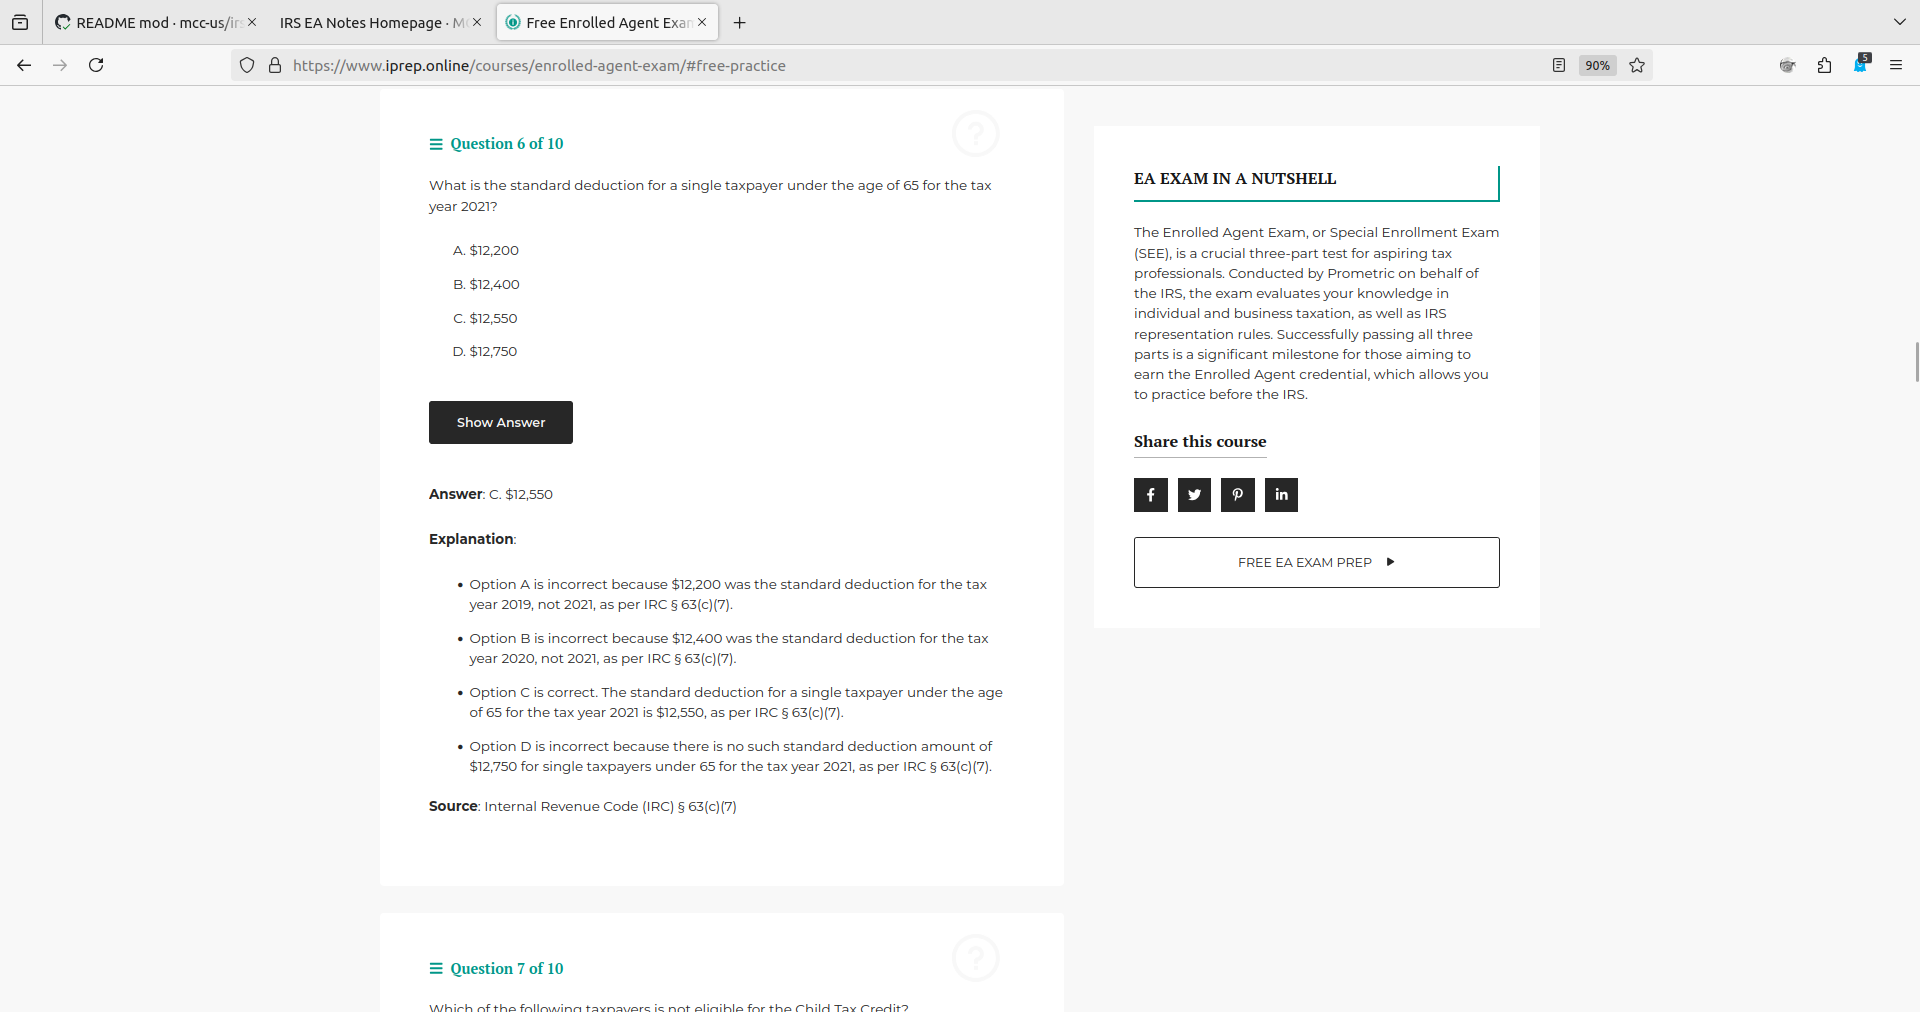 README mod · mcc-us/irs
IRS EA Notes Homepage · MC
Free Enrolled Agent Exam
https://www.iprep.online/courses/enrolled-agent-exam/#free-practice
90%
5
Question 6 of 10
What is the standard deduction for a single taxpayer under the age of 65 for the tax
year 2021?
A. $12,200
B. $12,400
C. $12,550
D. $12,750
Show Answer
Answer: C. $12,550
Explanation:
• Option A is incorrect because $12,200 was the standard deduction for the tax
year 2019, not 2021, as per IRC § 63(c)(7).
• Option B is incorrect because $12,400 was the standard deduction for the tax
year 2020, not 2021, as per IRC § 63(c)(7).
• Option C is correct. The standard deduction for a single taxpayer under the age
of 65 for the tax year 2021 is $12,550, as per IRC § 63(c)(7).
• Option D is incorrect because there is no such standard deduction amount of
$12,750 for single taxpayers under 65 for the tax year 2021, as per IRC § 63(c)(7).
Source: Internal Revenue Code (IRC) § 63(c)(7)
Question 7 of 10
Which of the following taxpayers is not eligible for the Child Tax Credit?
EA EXAM IN A NUTSHELL
The Enrolled Agent Exam, or Special Enrollment Exam
(SEE), is a crucial three-part test for aspiring tax
professionals. Conducted by Prometric on behalf of
the IRS, the exam evaluates your knowledge in
individual and business taxation, as well as IRS
representation rules. Successfully passing all three
parts is a significant milestone for those aiming to
earn the Enrolled Agent credential, which allows you
to practice before the IRS.
Share this course
FREE EA EXAM PREP